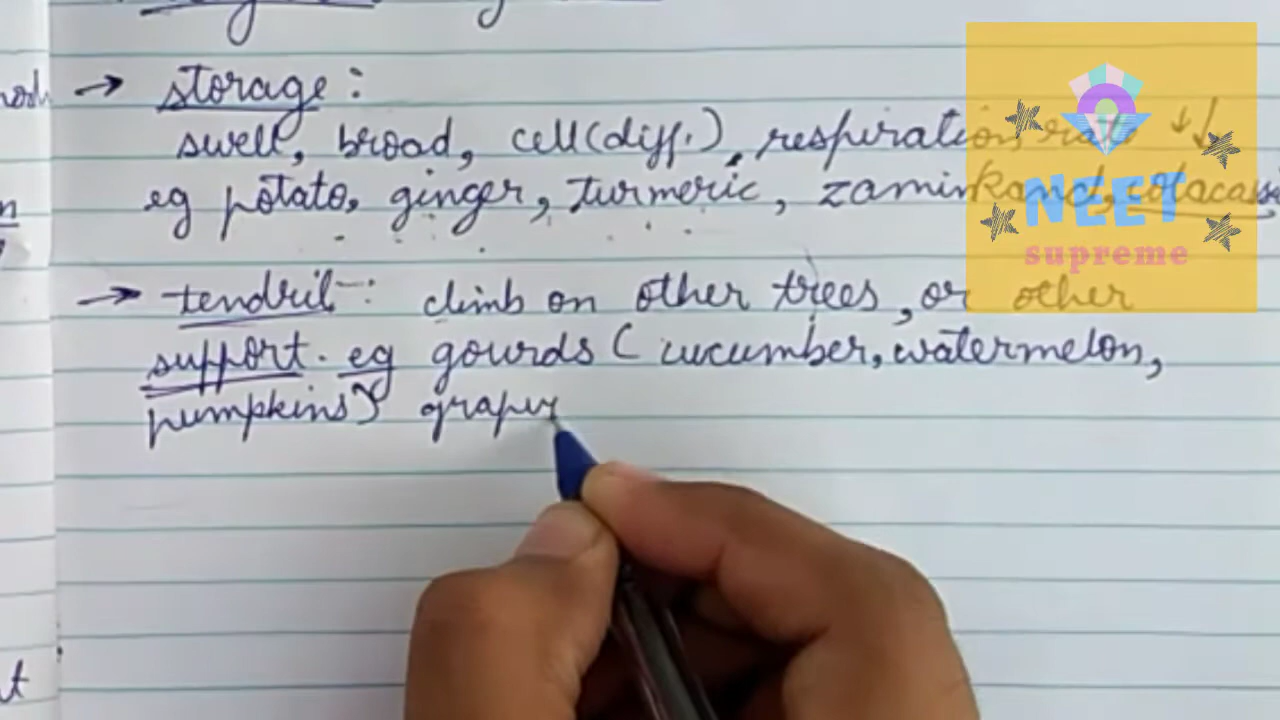 → storage :
swell, broad, cell (diff.), respiration rate ↓↓
eg potato, ginger, turmeric, zaminkand, colacassi
→ tendril : climb on other trees, or other
support. eg gourds ( cucumber, watermelon,
pumpkins) grapes
NEET
supreme